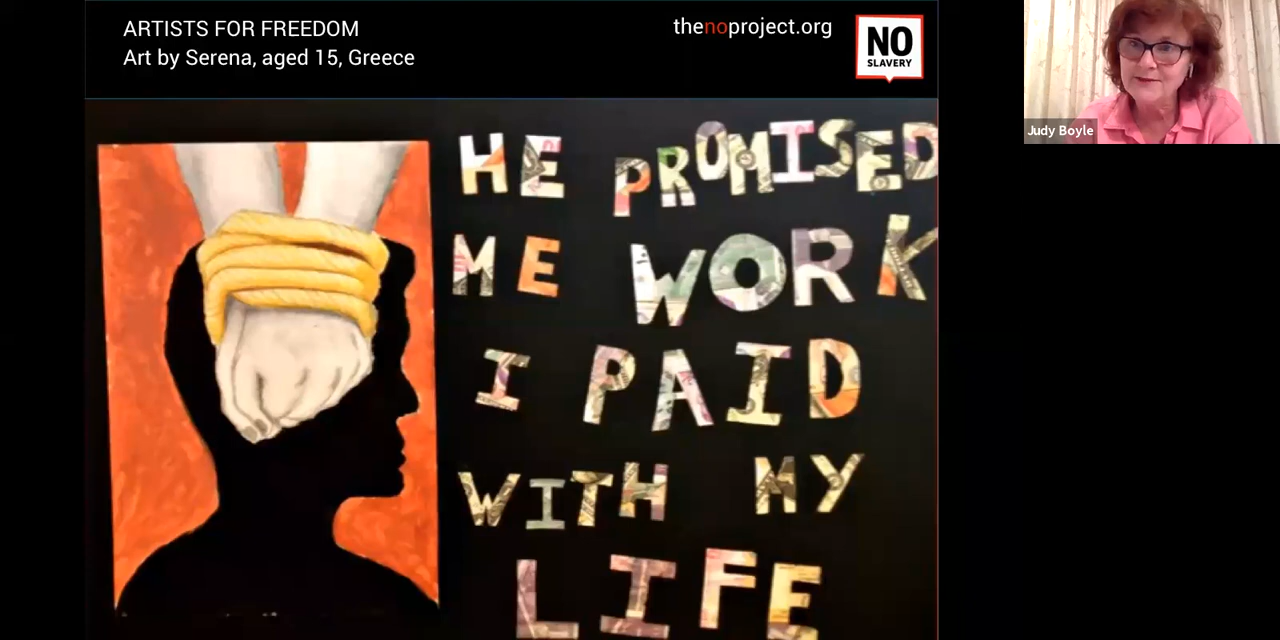 ARTISTS FOR FREEDOM
Art by Serena, aged 15, Greece
thenoproject.org
NO
SLAVERY
Judy Boyle
HE PROMISED
ME WORK
I PAID
WITH MY
LIFE